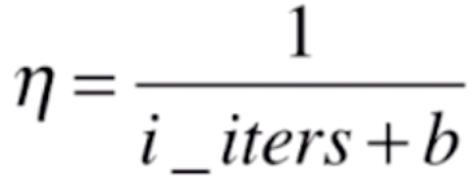 η = 1 / (i_iters + b)